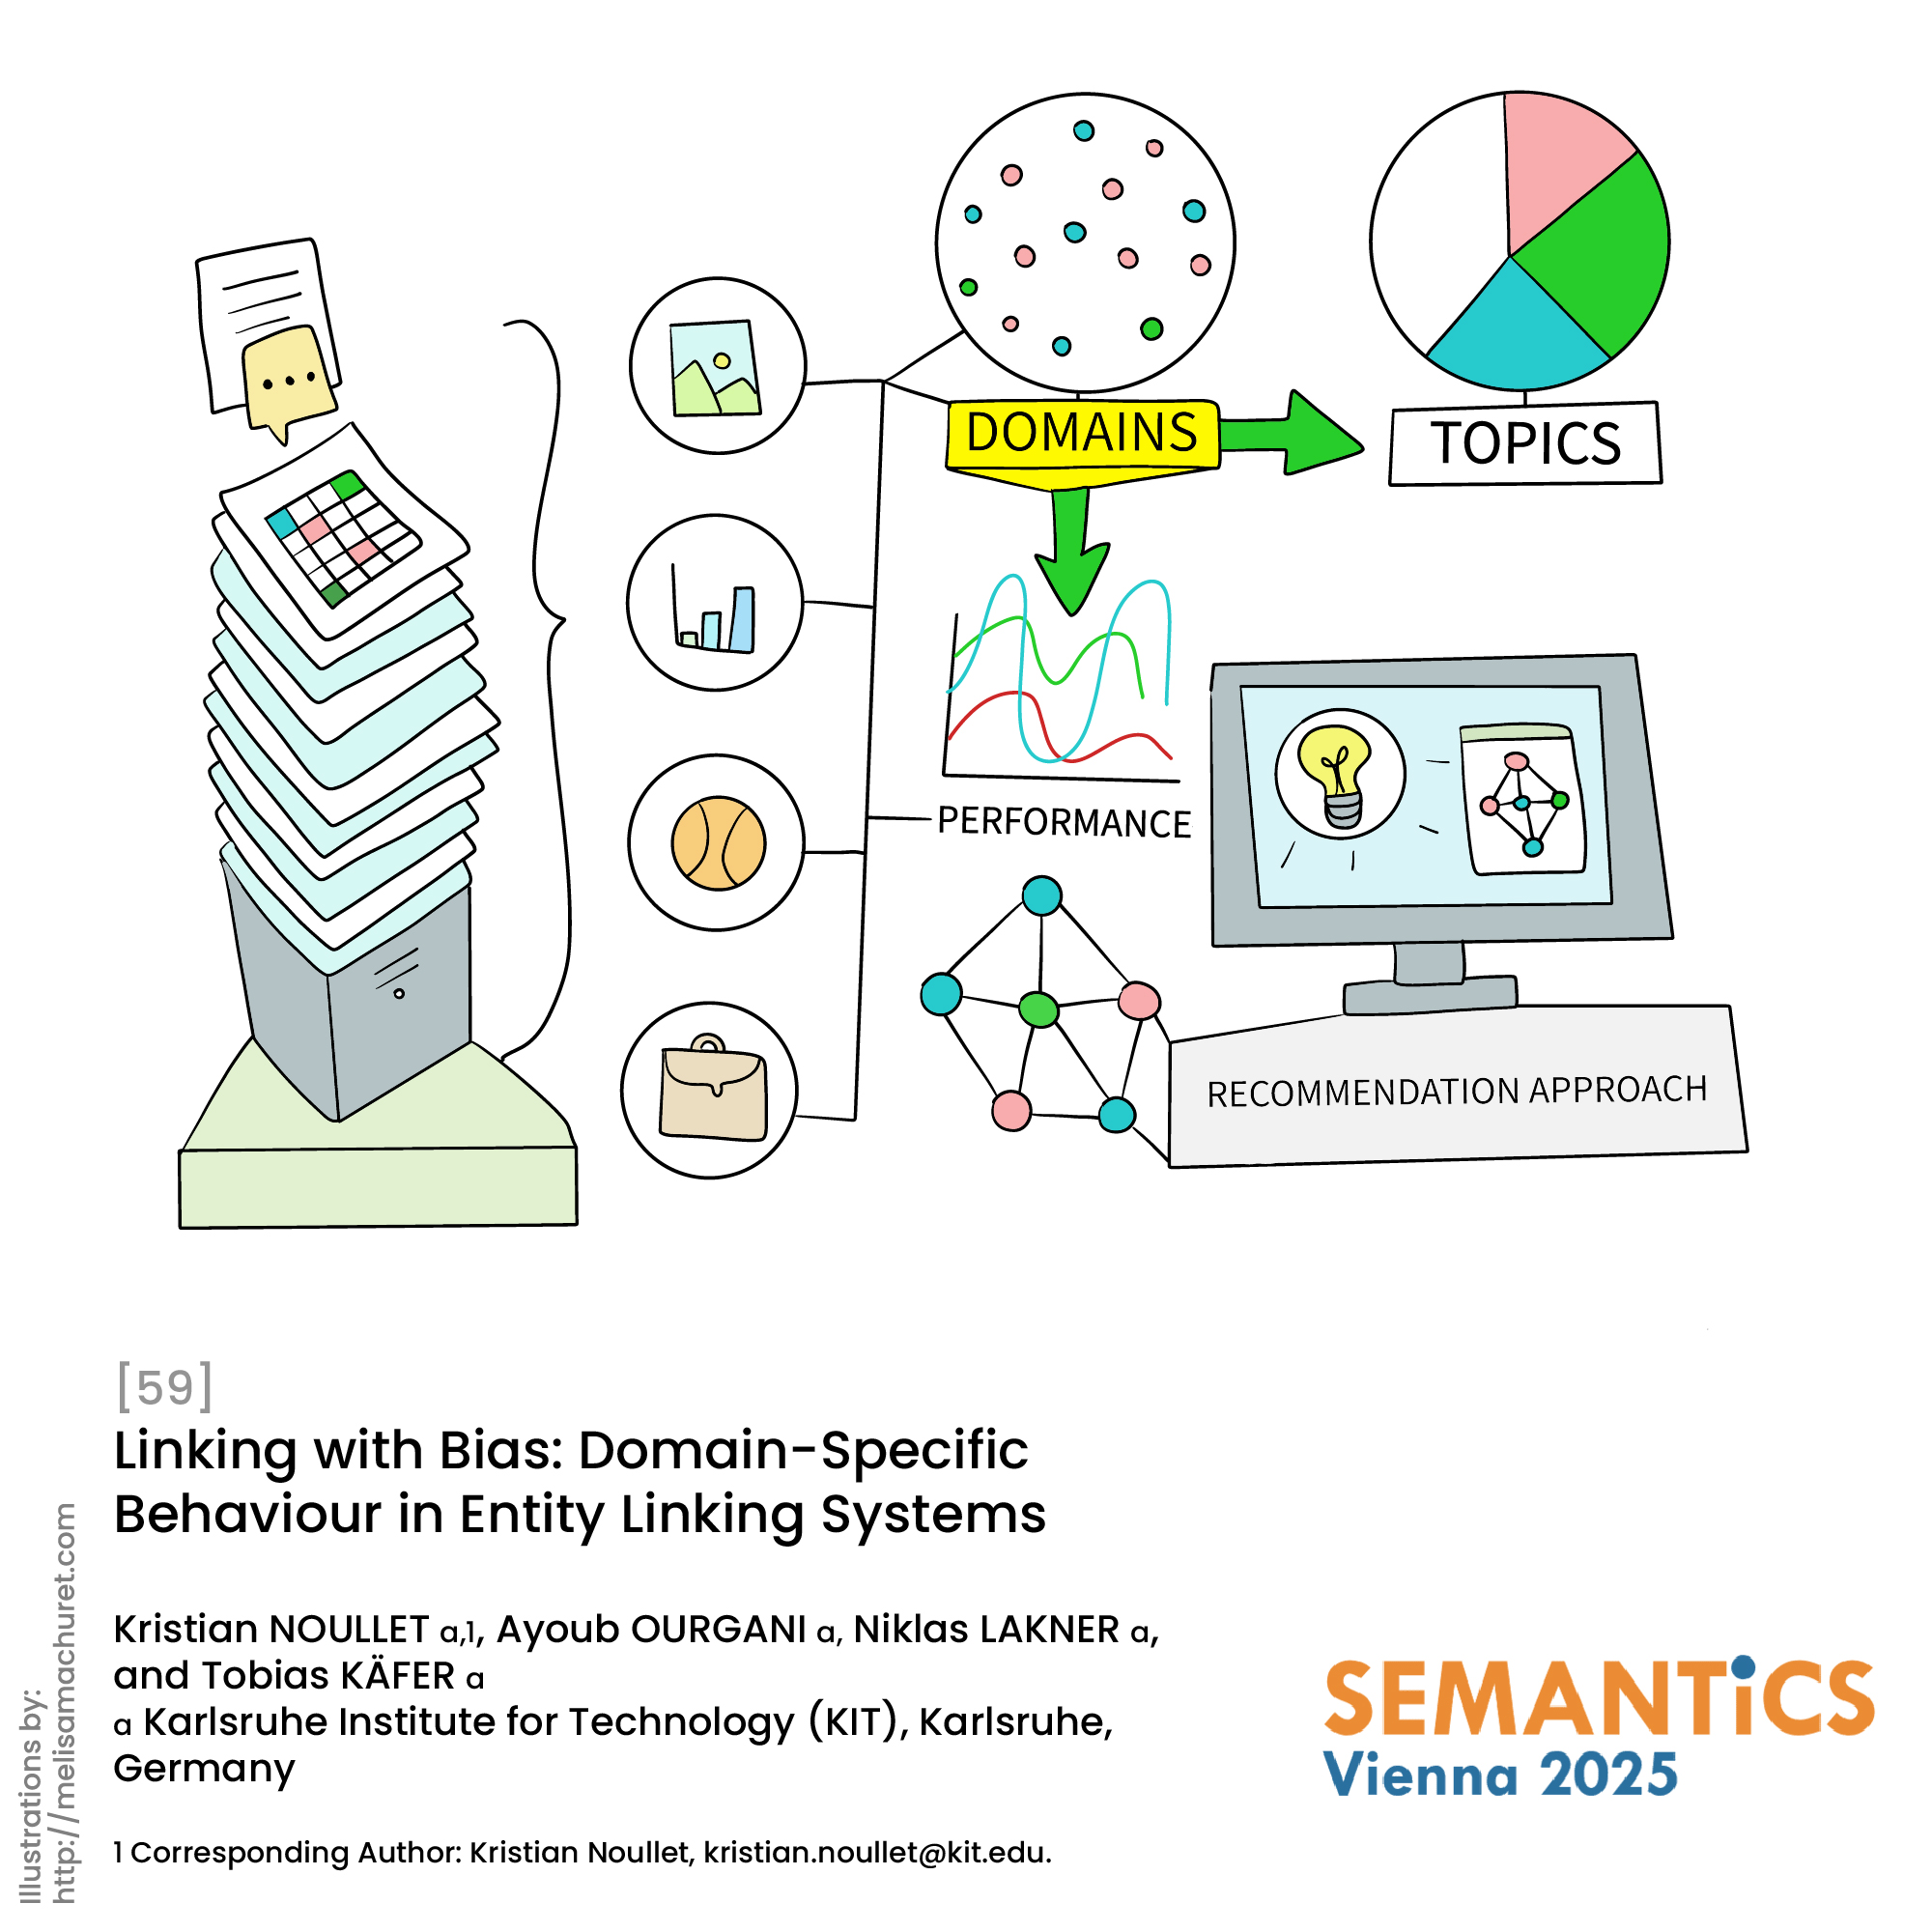 DOMAINS
TOPICS
PERFORMANCE
RECOMMENDATION APPROACH
[59]
Linking with Bias: Domain-Specific
Behaviour in Entity Linking Systems
Kristian NOULLET a,1, Ayoub OURGANI a, Niklas LAKNER a,
and Tobias KÄFER a
a Karlsruhe Institute for Technology (KIT), Karlsruhe,
Germany
1 Corresponding Author: Kristian Noullet, kristian.noullet@kit.edu.
SEMANTiCS
Vienna 2025
Illustrations by:
http://melisamachuret.com